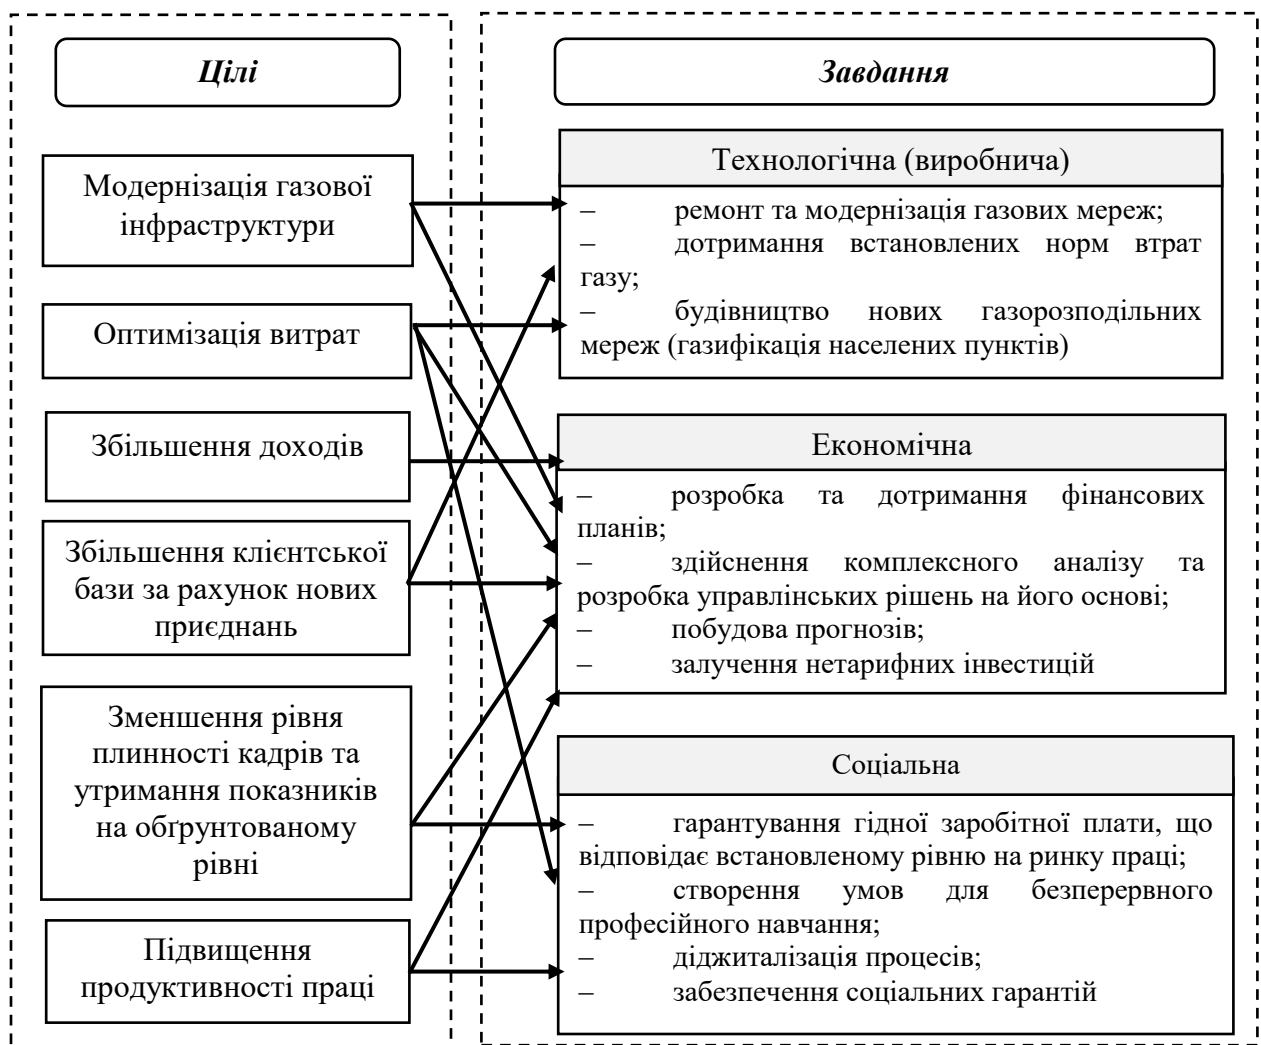 Цілі
Модернізація газової
інфраструктури
Оптимізація витрат
Збільшення доходів
Збільшення клієнтської
бази за рахунок нових
приєднань
Зменшення рівня
плинності кадрів та
утримання показників
на обґрунтованому
рівні
Підвищення
продуктивності праці
Завдання
Технологічна (виробнича)
– ремонт та модернізація газових мереж;
– дотримання встановлених норм втрат
газу;
– будівництво нових газорозподільних
мереж (газифікація населених пунктів)
Економічна
– розробка та дотримання фінансових
планів;
– здійснення комплексного аналізу та
розробка управлінських рішень на його основі;
– побудова прогнозів;
– залучення нетарифних інвестицій
Соціальна
– гарантування гідної заробітної плати, що
відповідає встановленому рівню на ринку праці;
– створення умов для безперервного
професійного навчання;
– діджиталізація процесів;
– забезпечення соціальних гарантій